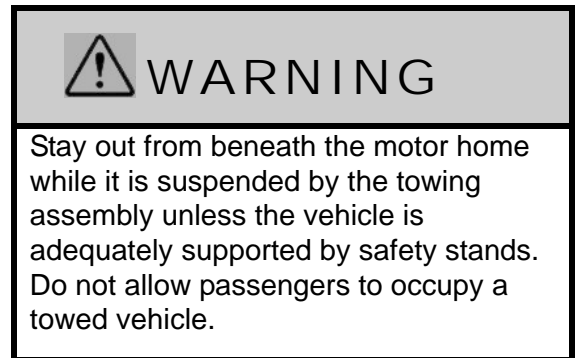 WARNING
Stay out from beneath the motor home
while it is suspended by the towing
assembly unless the vehicle is
adequately supported by safety stands.
Do not allow passengers to occupy a
towed vehicle.